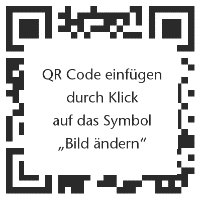 QR Code einfügen
durch Klick
auf das Symbol
„Bild ändern“